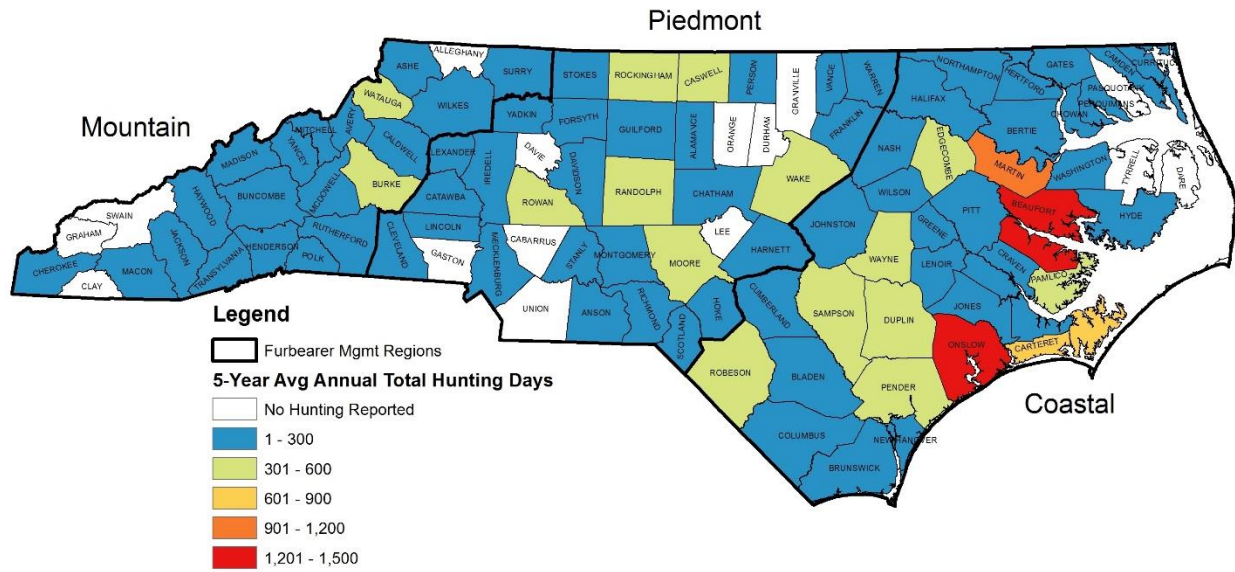 Piedmont
Mountain
Coastal
ALLEGHANY
ASHE
SURRY
STOKES
ROCKINGHAM
CASWELL
PERSON
GRANVILLE
VANCE
WARREN
NORTHAMPTON
HERTFORD
GATES
CAMDEN
CURRITUCK
PASQUOTANK
PERQUIMANS
CHOWAN
HALIFAX
BERTIE
WATAUGA
WILKES
YADKIN
FORSYTH
GUILFORD
ALAMANCE
ORANGE
DURHAM
FRANKLIN
MITCHELL
AVERY
YANCEY
MADISON
CALDWELL
ALEXANDER
IREDELL
DAVIE
DAVIDSON
RANDOLPH
CHATHAM
WAKE
NASH
EDGECOMBE
MARTIN
WASHINGTON
TYRRELL
DARE
HAYWOOD
BUNCOMBE
MCDOWELL
BURKE
CATAWBA
ROWAN
WILSON
PITT
BEAUFORT
HYDE
SWAIN
GRAHAM
JACKSON
RUTHERFORD
LINCOLN
CABARRUS
STANLY
MONTGOMERY
MOORE
LEE
HARNETT
JOHNSTON
GREENE
WAYNE
LENOIR
CRAVEN
PAMLICO
CHEROKEE
CLAY
MACON
TRANSYLVANIA
HENDERSON
POLK
CLEVELAND
GASTON
MECKLENBURG
UNION
ANSON
RICHMOND
SCOTLAND
HOKE
CUMBERLAND
SAMPSON
DUPLIN
JONES
ONSLOW
CARTERET
ROBESON
BLADEN
PENDER
COLUMBUS
NEW HANOVER
BRUNSWICK
Legend
Furbearer Mgmt Regions
5-Year Avg Annual Total Hunting Days
No Hunting Reported
1 - 300
301 - 600
601 - 900
901 - 1,200
1,201 - 1,500